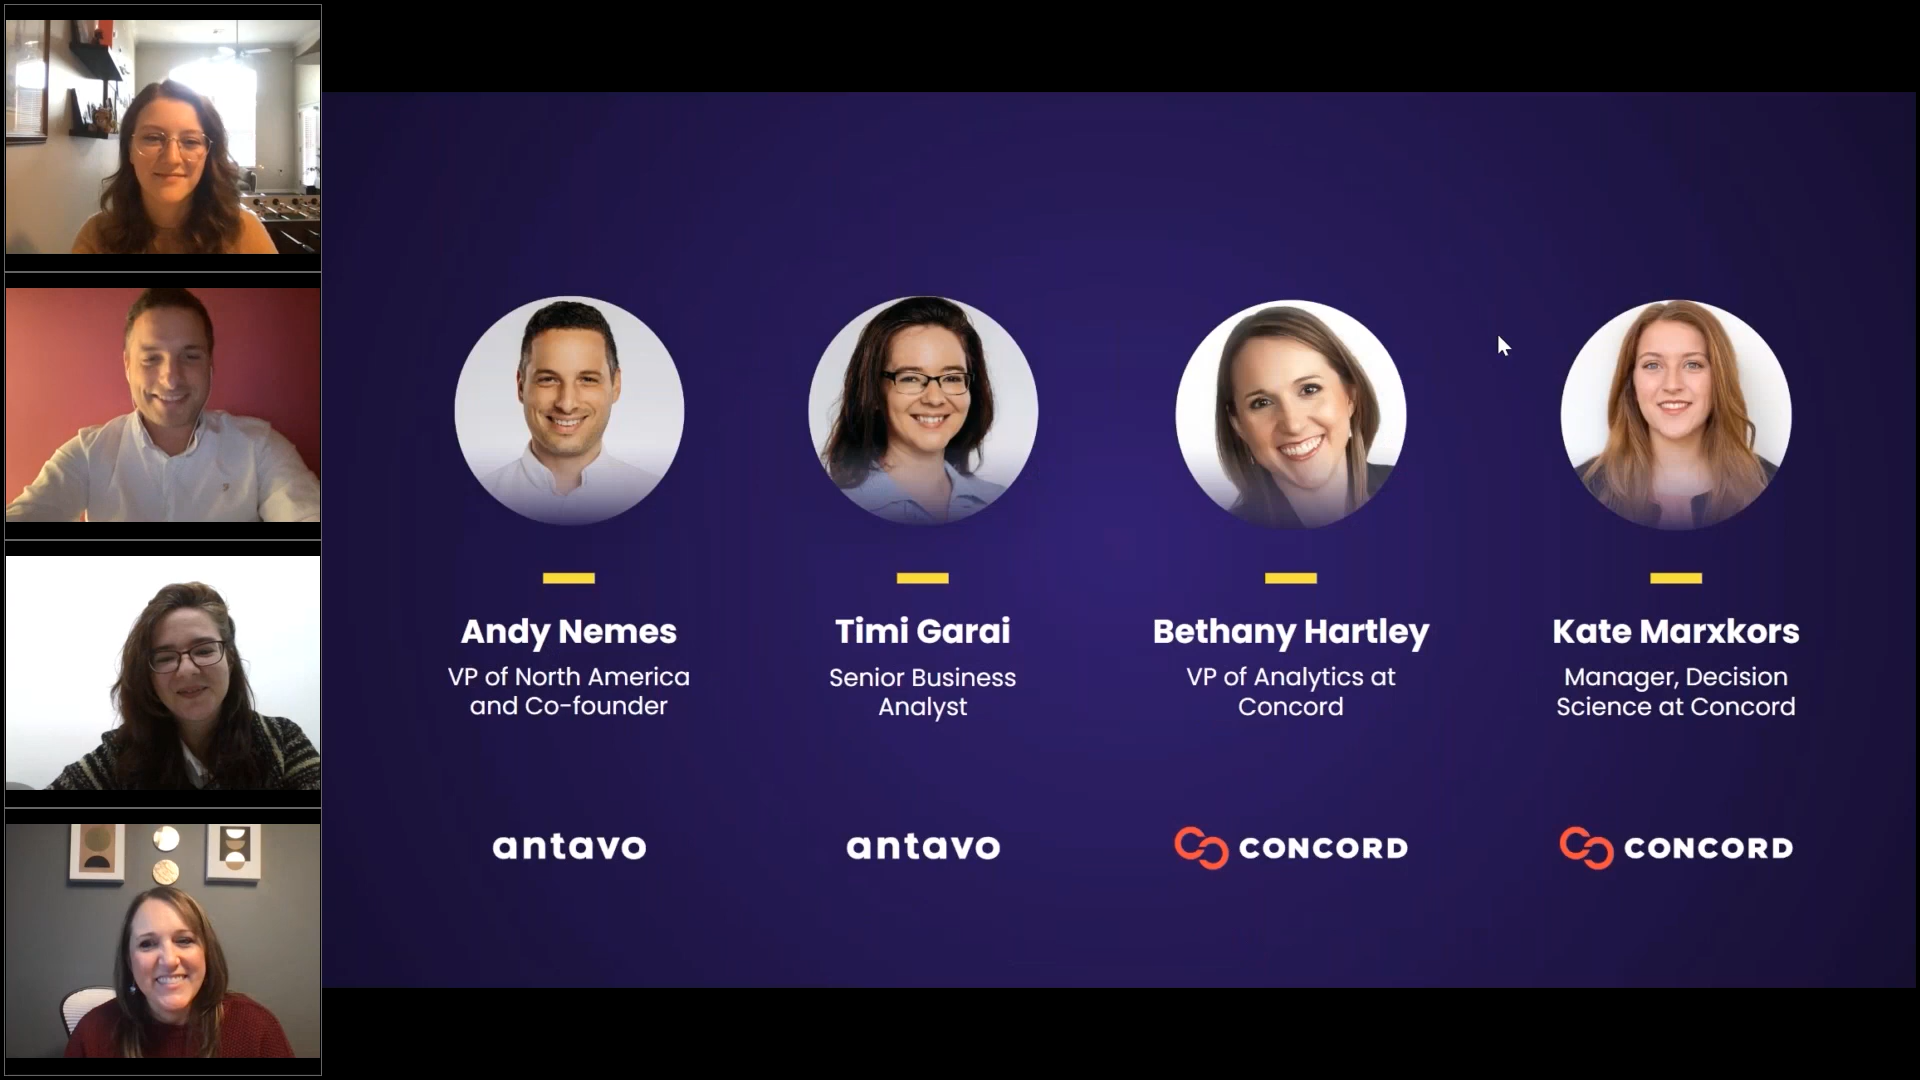 Andy Nemes
VP of North America
and Co-founder
antavo
Timi Garai
Senior Business
Analyst
antavo
Bethany Hartley
VP of Analytics at
Concord
CONCORD
Kate Marxkors
Manager, Decision
Science at Concord
CONCORD